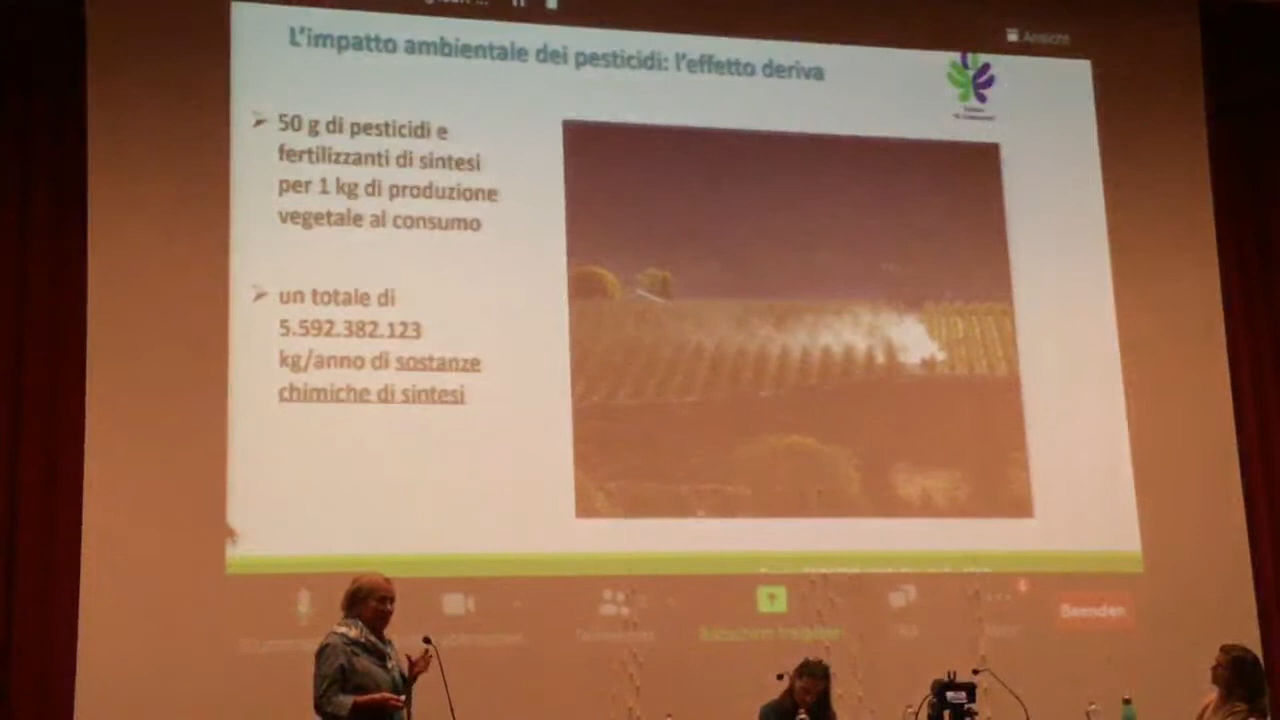 Ansicht
L'impatto ambientale dei pesticidi: l'effetto deriva
50 g di pesticidi e
fertilizzanti di sintesi
per 1 kg di produzione
vegetale al consumo
un totale di
5.592.382.123
kg/anno di sostanze
chimiche di sintesi
Beenden